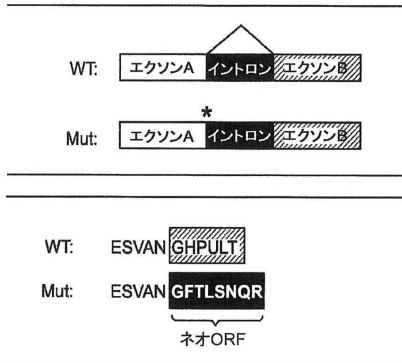 WT: エクソンA イントロン エクソンB
*
Mut: エクソンA イントロン エクソンB
WT: ESVAN GHPULT
Mut: ESVAN GFTLSNQR
ネオORF